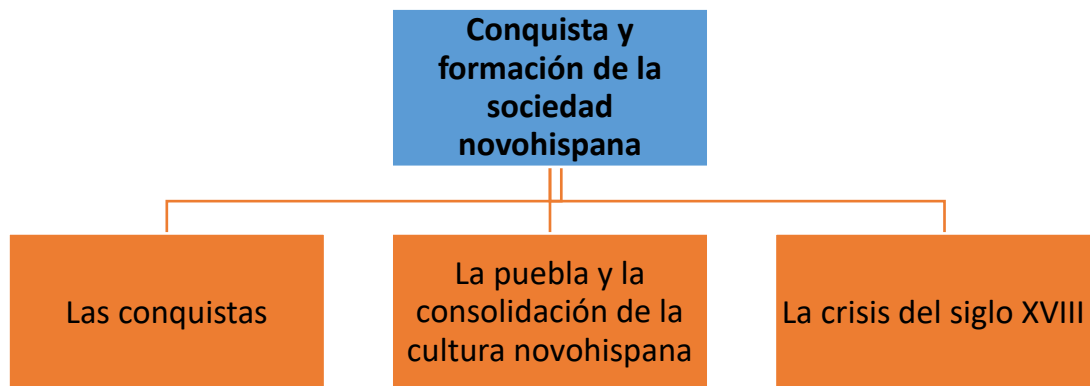 Conquista y
formación de la
sociedad
novohispana
Las conquistas
La puebla y la
consolidación de la
cultura novohispana
La crisis del siglo XVIII